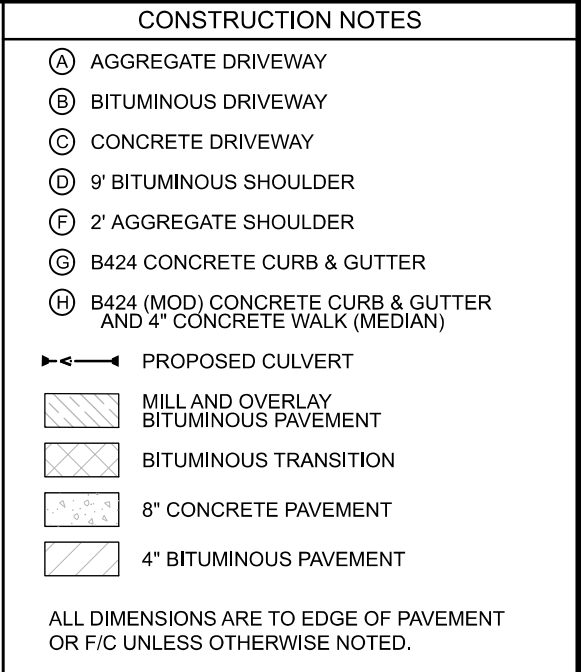 CONSTRUCTION NOTES
A AGGREGATE DRIVEWAY
B BITUMINOUS DRIVEWAY
C CONCRETE DRIVEWAY
D 9' BITUMINOUS SHOULDER
F 2' AGGREGATE SHOULDER
G B424 CONCRETE CURB & GUTTER
H B424 (MOD) CONCRETE CURB & GUTTER
AND 4" CONCRETE WALK (MEDIAN)
PROPOSED CULVERT
MILL AND OVERLAY
BITUMINOUS PAVEMENT
BITUMINOUS TRANSITION
8" CONCRETE PAVEMENT
4" BITUMINOUS PAVEMENT
ALL DIMENSIONS ARE TO EDGE OF PAVEMENT
OR F/C UNLESS OTHERWISE NOTED.